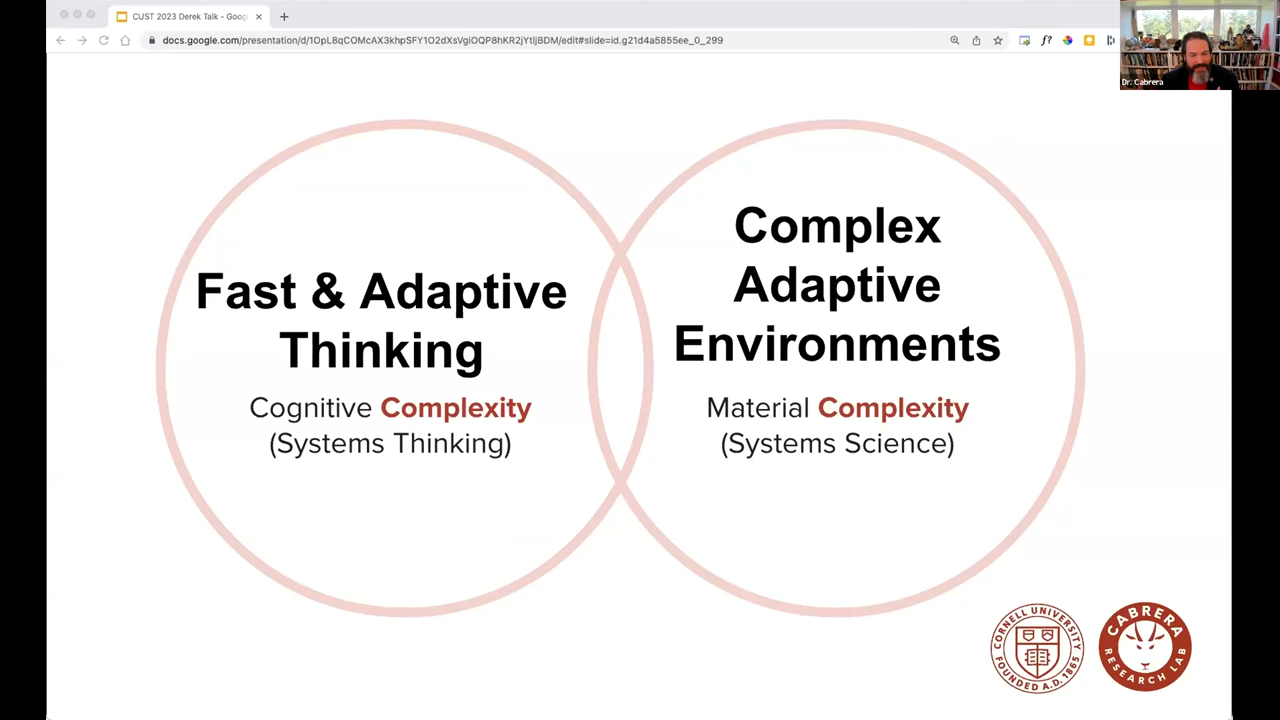 CUST 2023 Derek Talk - Goog
docs.google.com/presentation/d/1OpL8qCOMcAX3khpSFY1O2dXsVgiOQP8hKR2jYtljBDM/edit#slide=id.g21d4a5855ee_0_299
f?
Dr. Cabrera
Fast & Adaptive
Thinking
Cognitive Complexity
(Systems Thinking)
Complex
Adaptive
Environments
Material Complexity
(Systems Science)
CORNELL UNIVERSITY
FOUNDED A.D. 1865
CABRERA
RESEARCH LAB